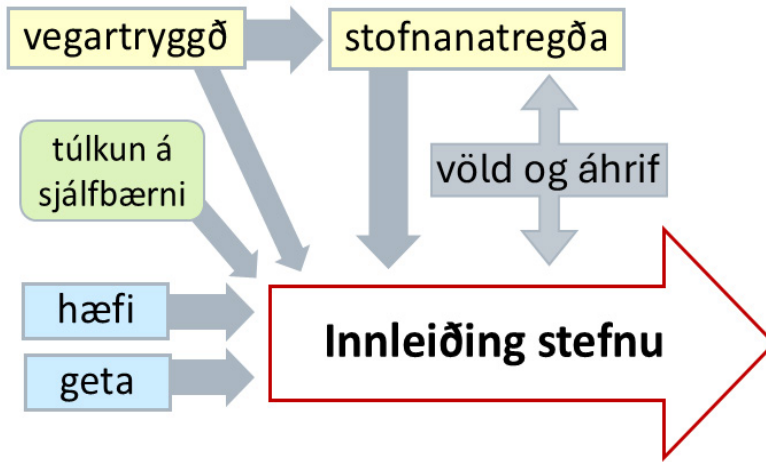 vegartryggð
stofnanatregða
túlkun á
sjálfbærni
völd og áhrif
hæfi
geta
Innleiðing stefnu